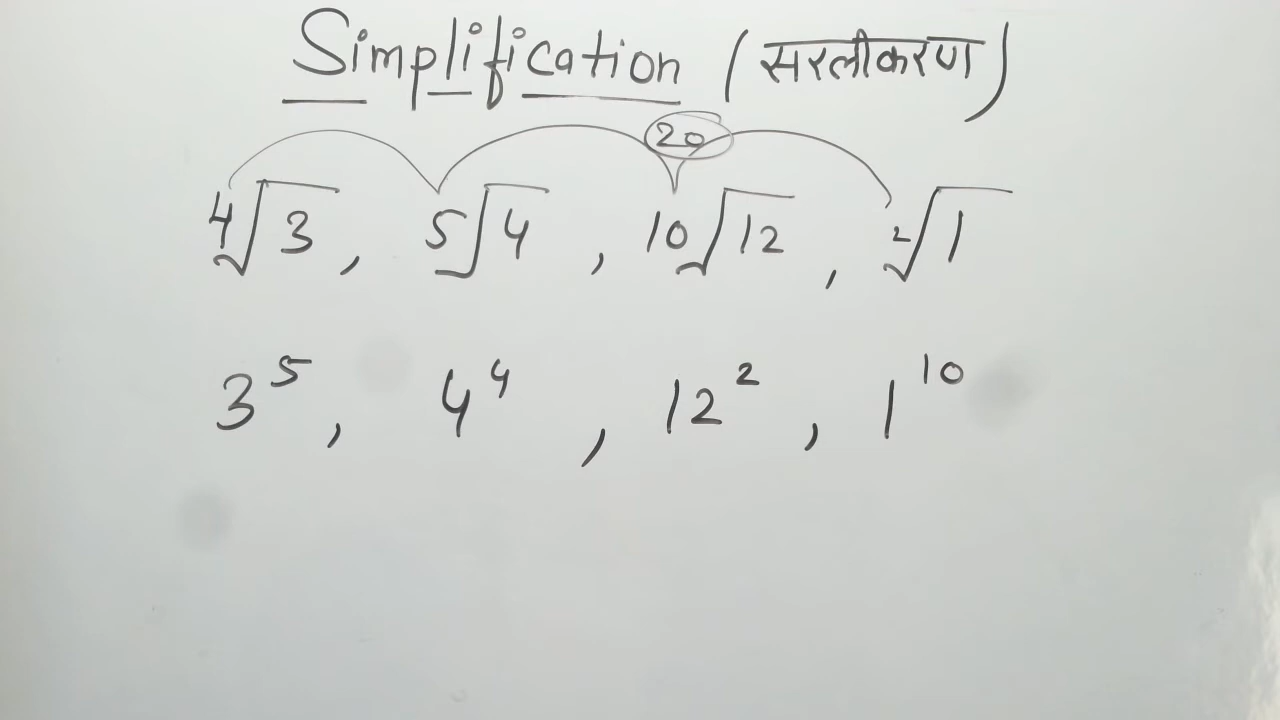 Simplification (सरलीकरण)
20
⁴√3, ⁵√4, ¹⁰√12, ²√1
3⁵, 4⁴, 12², 1¹⁰